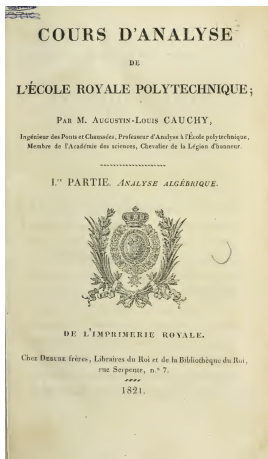 COURS D'ANALYSE
DE
L'ÉCOLE ROYALE POLYTECHNIQUE;
PAR M. AUGUSTIN-LOUIS CAUCHY,
Ingénieur des Ponts et Chaussées, Professeur d'Analyse à l'École polytechnique,
Membre de l'Académie des sciences, Chevalier de la Légion d'honneur.
I.re PARTIE. ANALYSE ALGÉBRIQUE.
DE L'IMPRIMERIE ROYALE.
Chez DEBURE frères, Libraires du Roi et de la Bibliothèque du Roi,
rue Serpente, n.º 7.
1821.